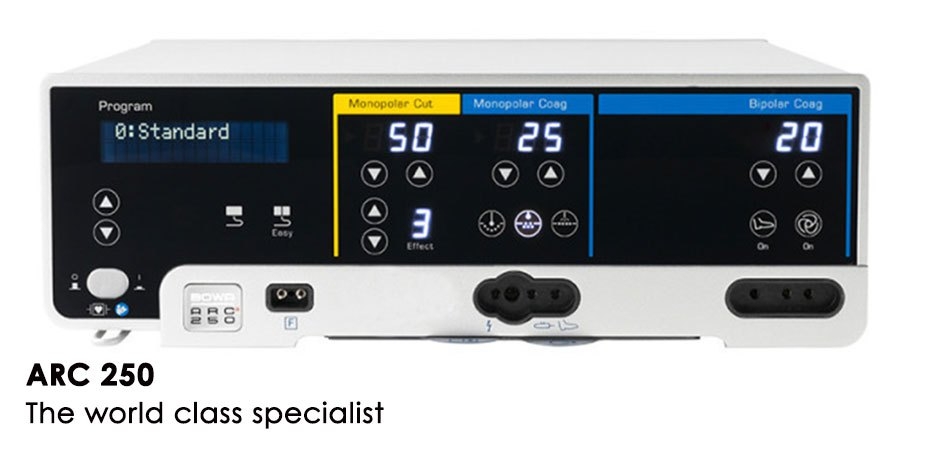 Program
0:Standard
Monopolar Cut
Monopolar Coag
Bipolar Coag
50
25
20
3
Effect
Easy
On
On
BOWA
ARC
250
F
ARC 250
The world class specialist